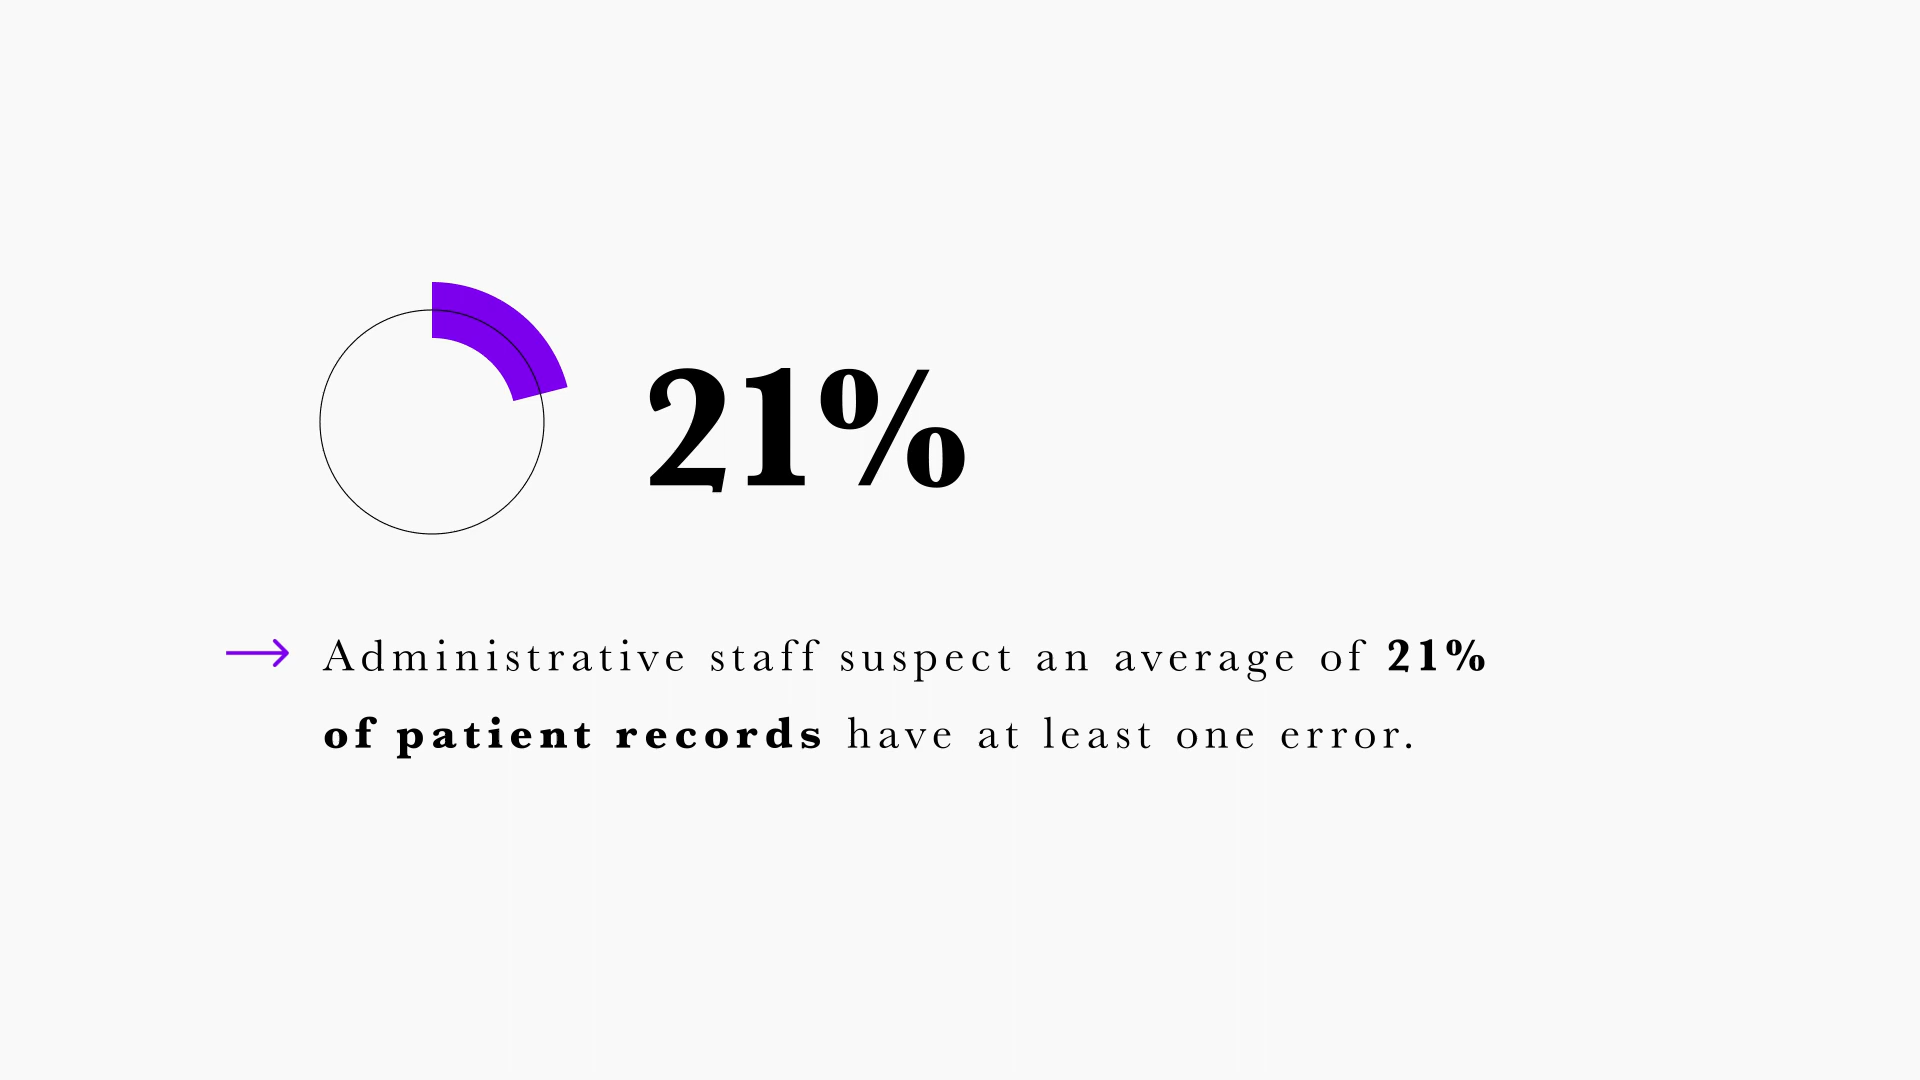 21%
Administrative staff suspect an average of 21%
of patient records have at least one error.